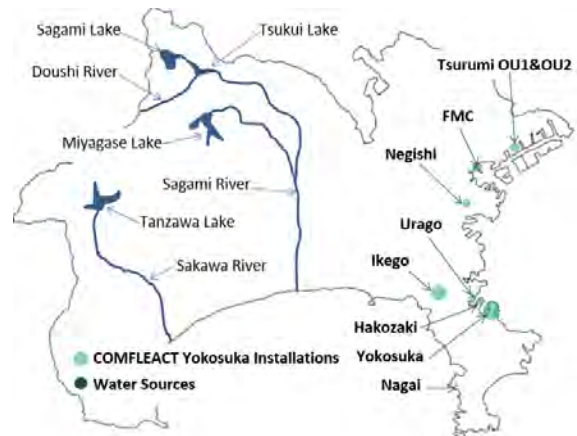 Sagami Lake
Tsukui Lake
Doushi River
Tsurumi OU1&OU2
FMC
Miyagase Lake
Negishi
Sagami River
Tanzawa Lake
Urago
Ikego
Sakawa River
Hakozaki
COMFLEACT Yokosuka Installations
Yokosuka
Water Sources
Nagai